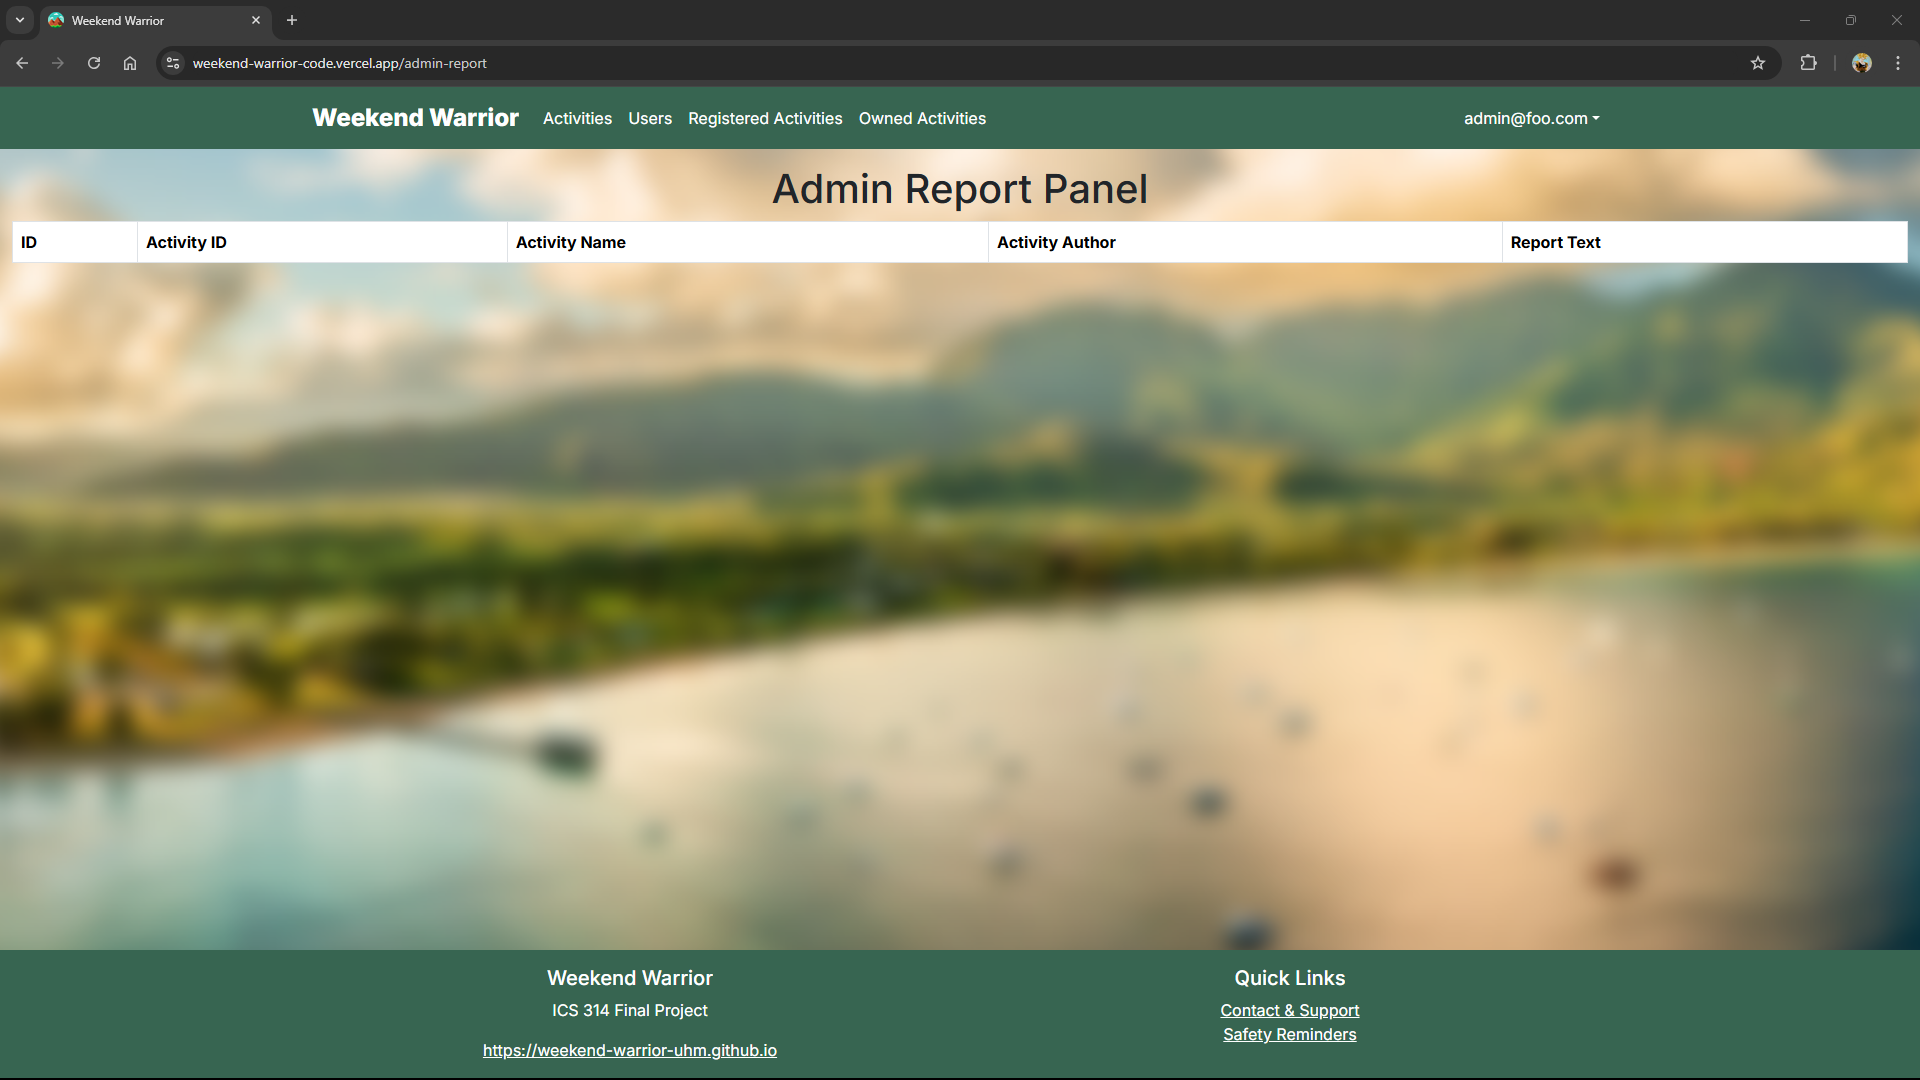 Weekend Warrior
weekend-warrior-code.vercel.app/admin-report
Weekend Warrior Activities Users Registered Activities Owned Activities admin@foo.com
Admin Report Panel
ID Activity ID Activity Name Activity Author Report Text
Weekend Warrior
ICS 314 Final Project
https://weekend-warrior-uhm.github.io
Quick Links
Contact & Support
Safety Reminders